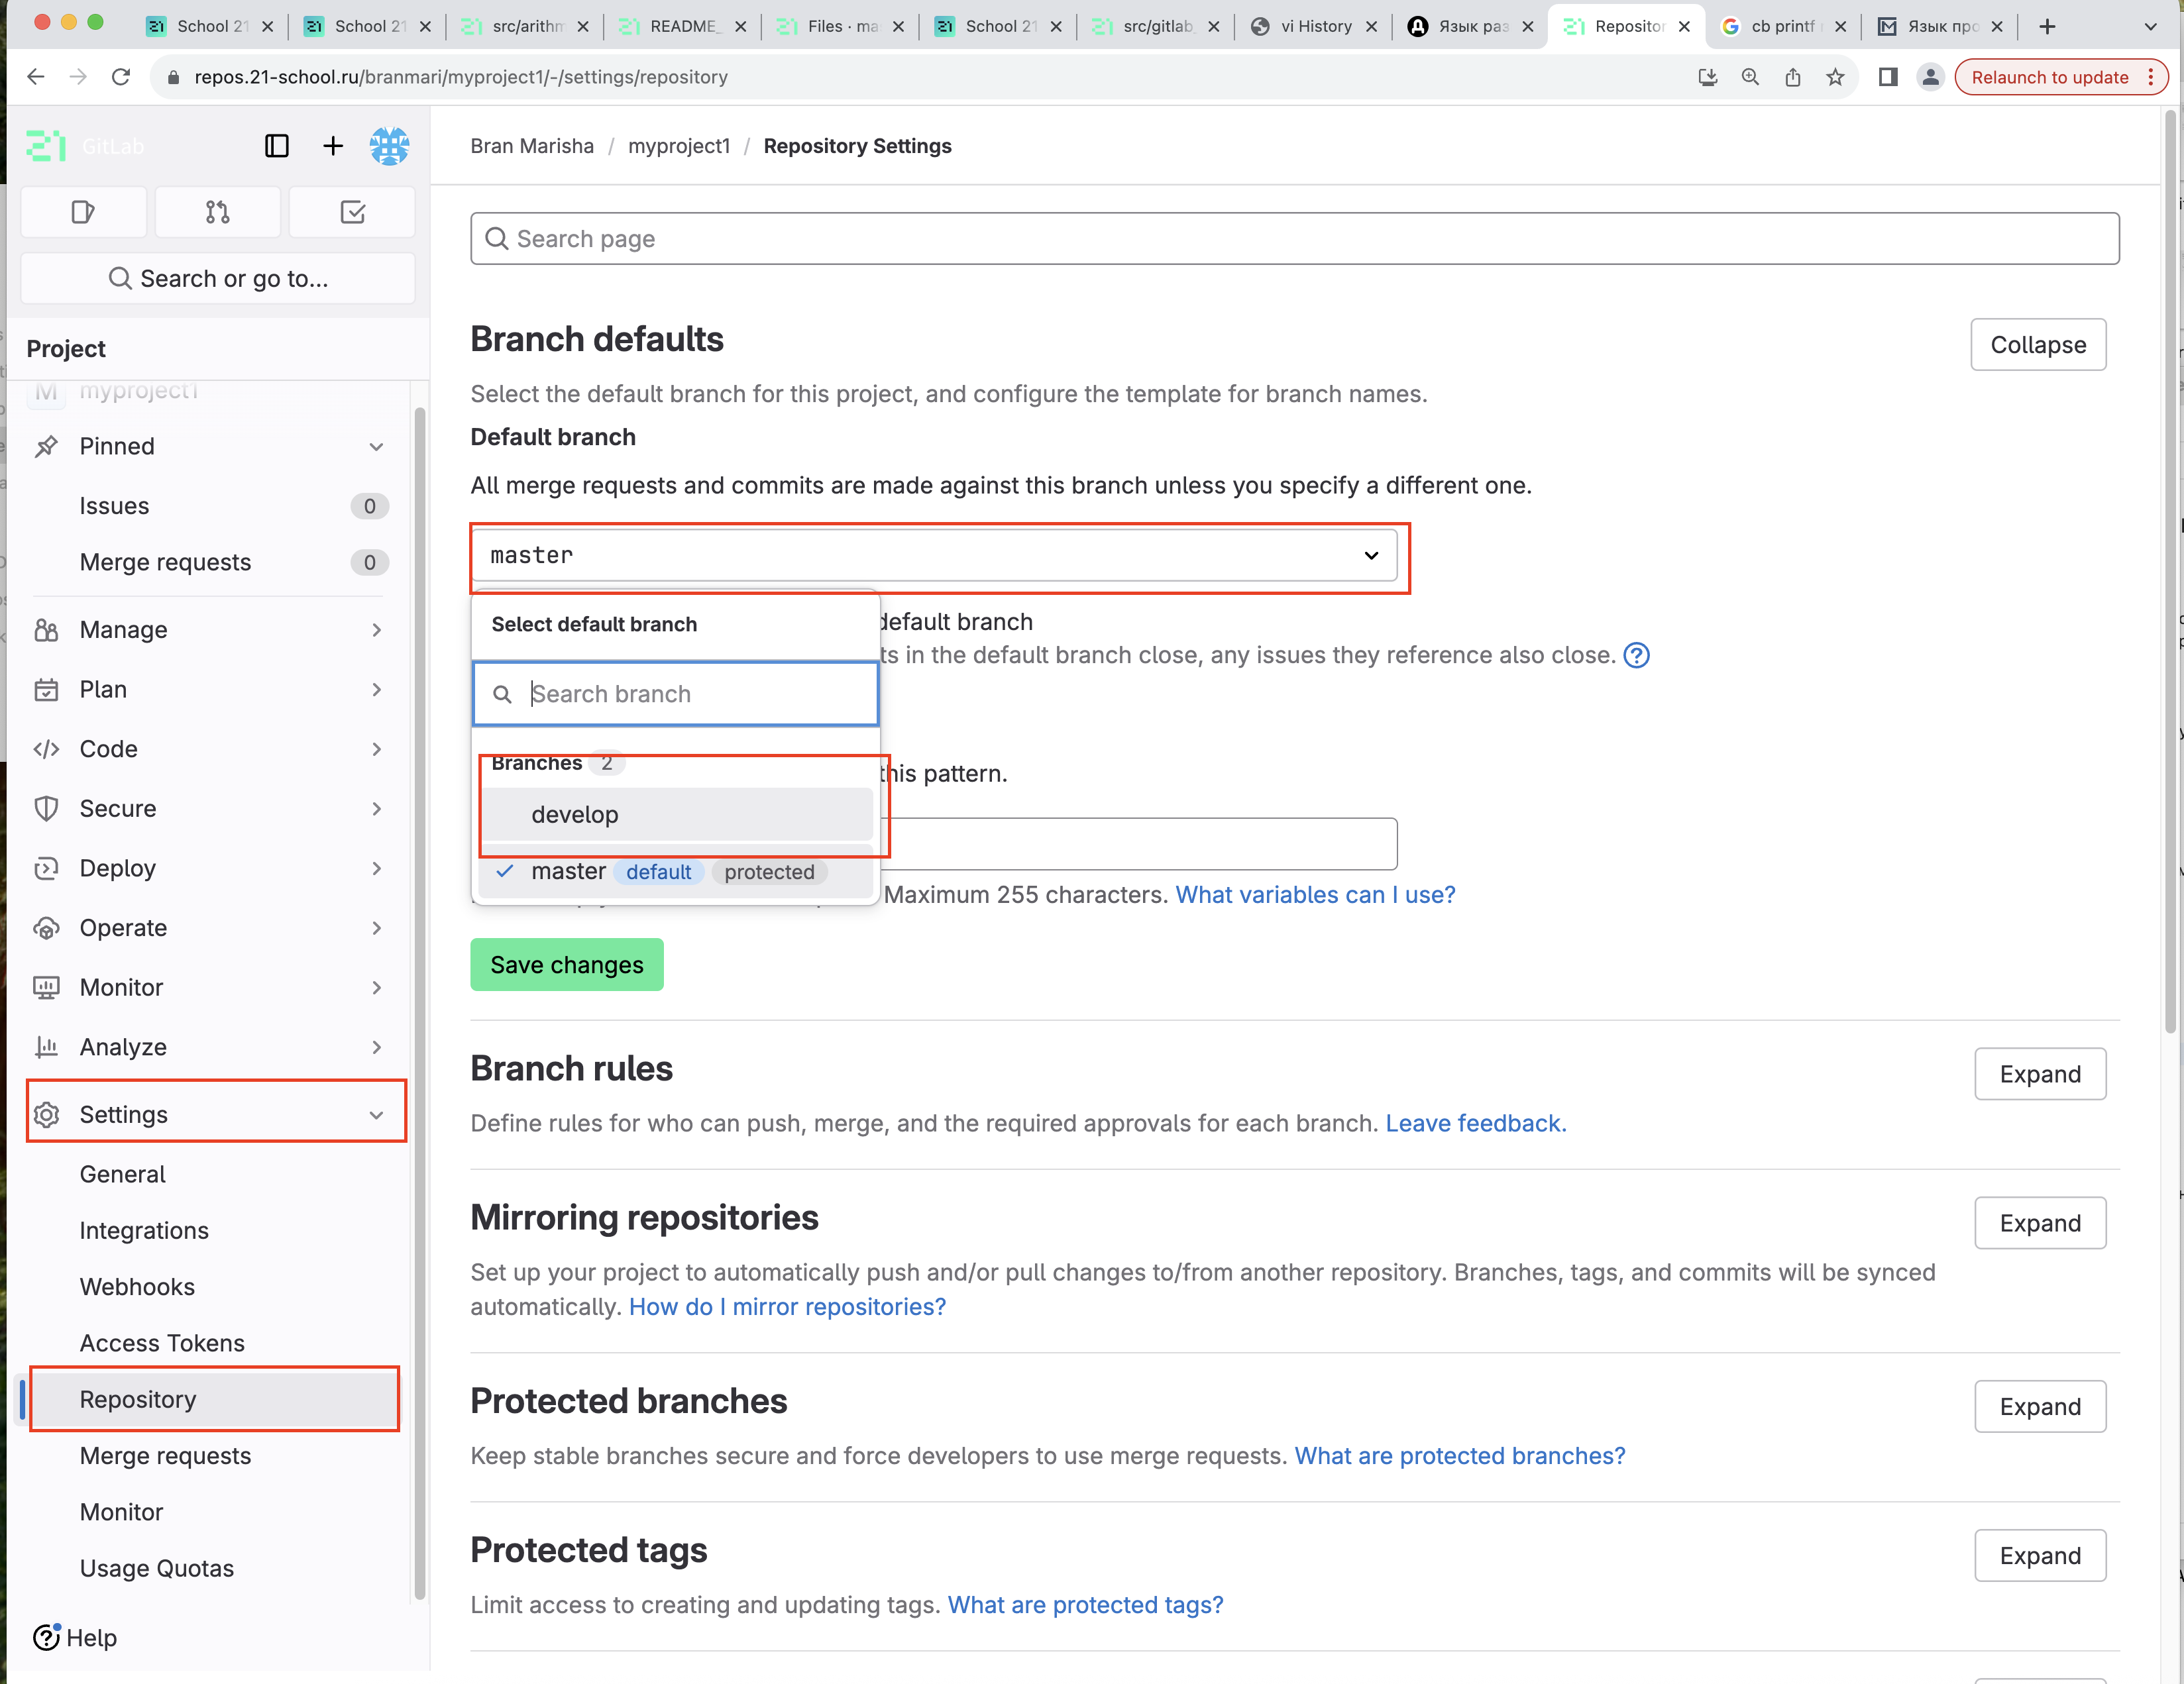 School 21
School 21
src/arithm
README_
Files · ma
School 21
src/gitlab_
vi History
Язык раз
Repositor
cb printf
Язык про
repos.21-school.ru/branmari/myproject1/-/settings/repository
Relaunch to update
GitLab
Search or go to...
Project
M myproject1
Pinned
Issues 0
Merge requests 0
Manage
Plan
Code
Secure
Deploy
Operate
Monitor
Analyze
Settings
General
Integrations
Webhooks
Access Tokens
Repository
Merge requests
Monitor
Usage Quotas
Help
Bran Marisha / myproject1 / Repository Settings
Search page
Branch defaults
Collapse
Select the default branch for this project, and configure the template for branch names.
Default branch
All merge requests and commits are made against this branch unless you specify a different one.
master
Select default branch
default branch
ts in the default branch close, any issues they reference also close.
Search branch
Branches 2
this pattern.
develop
master default protected
Maximum 255 characters. What variables can I use?
Save changes
Branch rules
Expand
Define rules for who can push, merge, and the required approvals for each branch. Leave feedback.
Mirroring repositories
Expand
Set up your project to automatically push and/or pull changes to/from another repository. Branches, tags, and commits will be synced
automatically. How do I mirror repositories?
Protected branches
Expand
Keep stable branches secure and force developers to use merge requests. What are protected branches?
Protected tags
Expand
Limit access to creating and updating tags. What are protected tags?